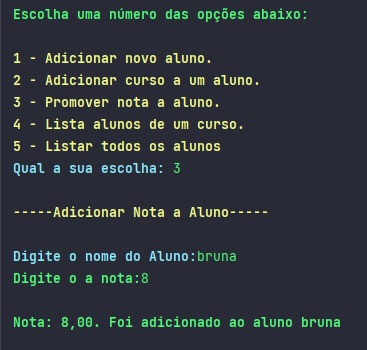 Escolha uma número das opções abaixo:
1 - Adicionar novo aluno.
2 - Adicionar curso a um aluno.
3 - Promover nota a aluno.
4 - Lista alunos de um curso.
5 - Listar todos os alunos
Qual a sua escolha: 3
-----Adicionar Nota a Aluno-----
Digite o nome do Aluno:bruna
Digite o a nota:8
Nota: 8,00. Foi adicionado ao aluno bruna